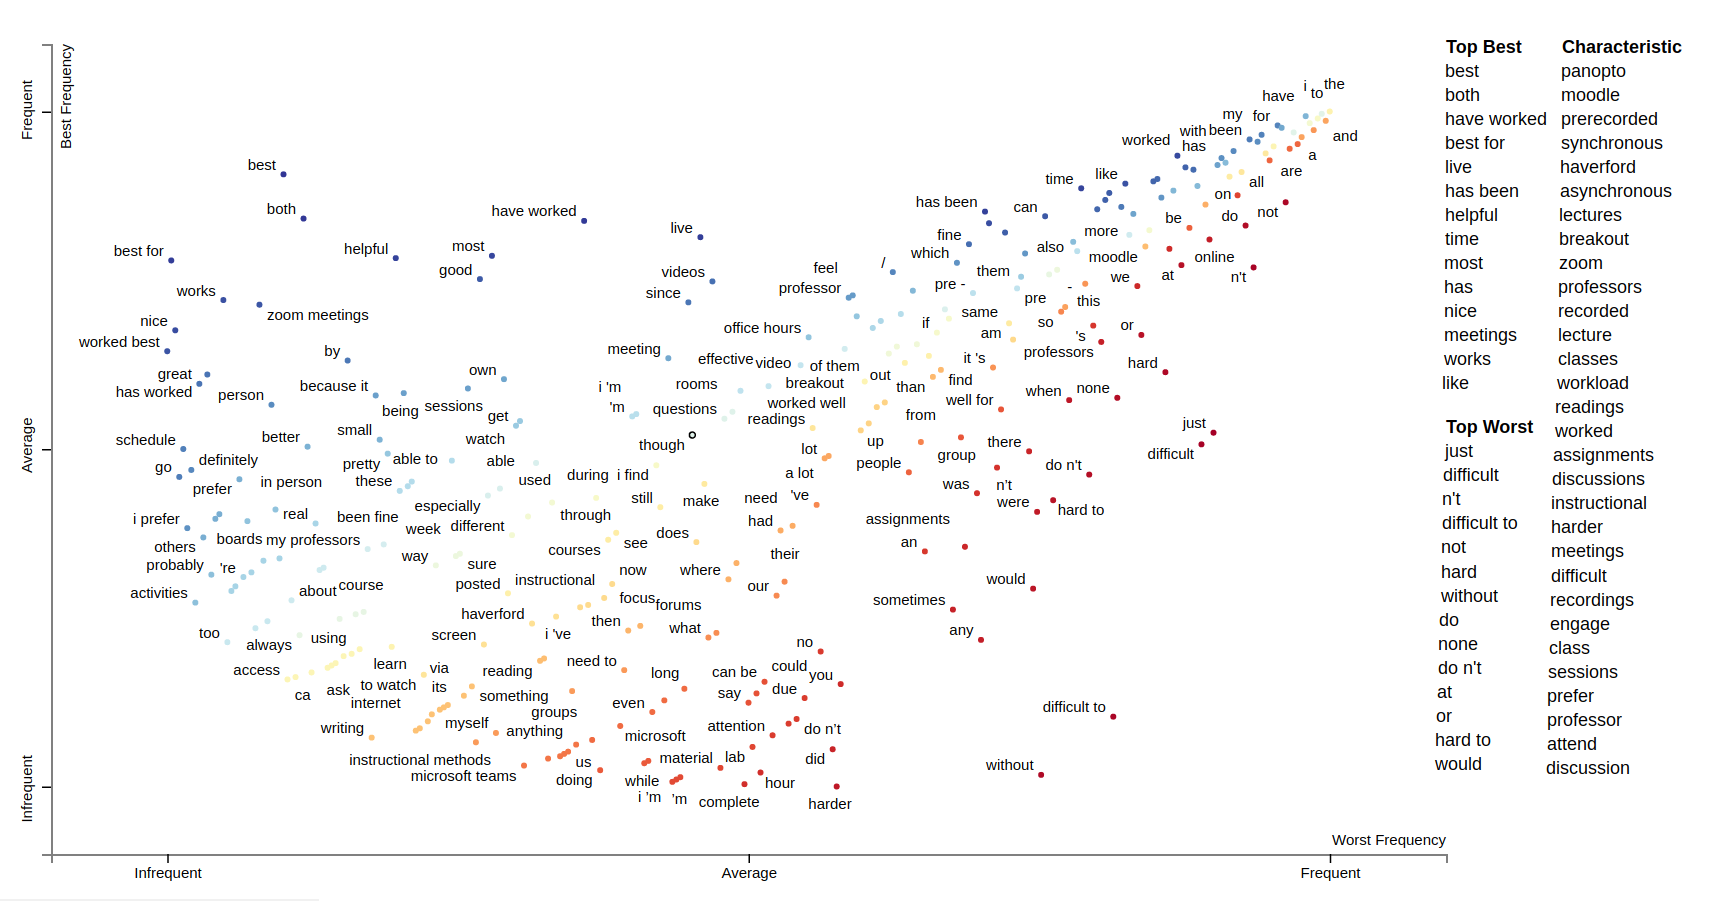 Frequent
Best Frequency
Average
Infrequent
the
i
to
have
my
for
and
with
been
worked
has
a
best
are
time
like
all
on
both
has been
can
be
do
not
have worked
live
fine
more
best for
helpful
most
which
also
moodle
online
good
feel
/
them
we
at
n't
videos
professor
pre -
-
works
since
pre
this
zoom meetings
same
nice
office hours
if
so
or
worked best
am
's
by
meeting
effective
video
of them
it 's
professors
hard
great
own
rooms
breakout
out
than
find
has worked
because it
i 'm
when
none
person
being
sessions
'm
questions
worked well
well for
get
readings
from
just
small
schedule
better
watch
though
lot
up
there
difficult
go
definitely
pretty
able to
able
people
group
do n't
prefer
in person
these
used
during
i find
a lot
was
n't
especially
still
make
need
've
were
hard to
i prefer
real
been fine
week
different
through
had
assignments
others
boards
my professors
courses
see
does
an
probably
're
way
sure
their
activities
about
course
posted
instructional
now
where
would
focus
forums
our
sometimes
haverford
then
too
always
using
screen
i 've
what
any
no
access
learn
via
reading
need to
long
can be
could
you
ca
ask
to watch
its
something
say
due
internet
groups
even
writing
myself
anything
attention
do n't
microsoft
instructional methods
us
material
lab
did
microsoft teams
doing
while
hour
without
i 'm
'm
complete
harder
difficult to
Worst Frequency
Infrequent
Average
Frequent
Top Best
best
both
have worked
best for
live
has been
helpful
time
most
has
nice
meetings
works
like
Top Worst
just
difficult
n't
difficult to
not
hard
without
do
none
do n't
at
or
hard to
would
Characteristic
panopto
moodle
prerecorded
synchronous
haverford
asynchronous
lectures
breakout
zoom
professors
recorded
lecture
classes
workload
readings
worked
assignments
discussions
instructional
harder
meetings
difficult
recordings
engage
class
sessions
prefer
professor
attend
discussion